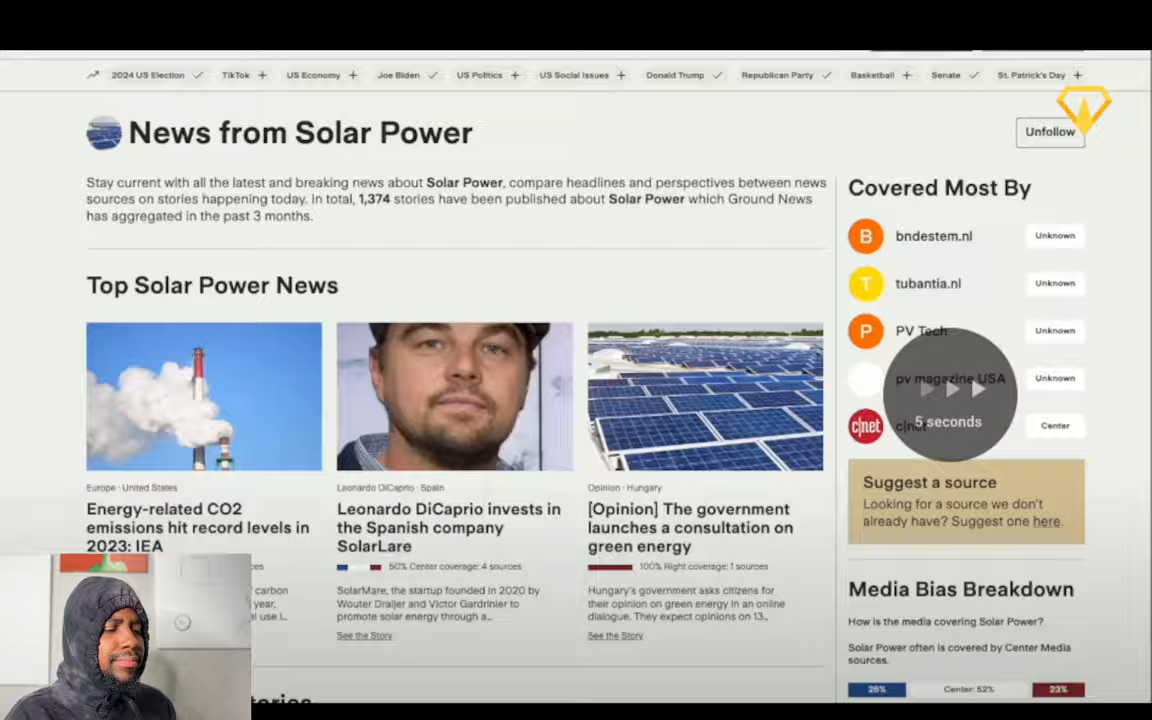 2024 US Election
TikTok
US Economy
Joe Biden
US Politics
US Social Issues
Donald Trump
Republican Party
Basketball
Senate
St. Patrick's Day
News from Solar Power
Unfollow
Stay current with all the latest and breaking news about Solar Power, compare headlines and perspectives between news
sources on stories happening today. In total, 1,374 stories have been published about Solar Power which Ground News
has aggregated in the past 3 months.
Top Solar Power News
Europe · United States
Energy-related CO2
emissions hit record levels in
2023: IEA
carbon
year,
Leonardo DiCaprio · Spain
Leonardo DiCaprio invests in
the Spanish company
SolarLare
50% Center coverage: 4 sources
SolarMare, the startup founded in 2020 by
Wouter Draijer and Victor Gardrinier to
promote solar energy through a...
See the Story
Opinion · Hungary
[Opinion] The government
launches a consultation on
green energy
100% Right coverage: 1 sources
Hungary's government asks citizens for
their opinion on green energy in an online
dialogue. They expect opinions on 13...
See the Story
Covered Most By
B bndestem.nl Unknown
T tubantia.nl Unknown
P PV Tech Unknown
pv magazine USA Unknown
c|net c|net Center
5 seconds
Suggest a source
Looking for a source we don't
already have? Suggest one here.
Media Bias Breakdown
How is the media covering Solar Power?
Solar Power often is covered by Center Media
sources.
25% Center: 52% 23%